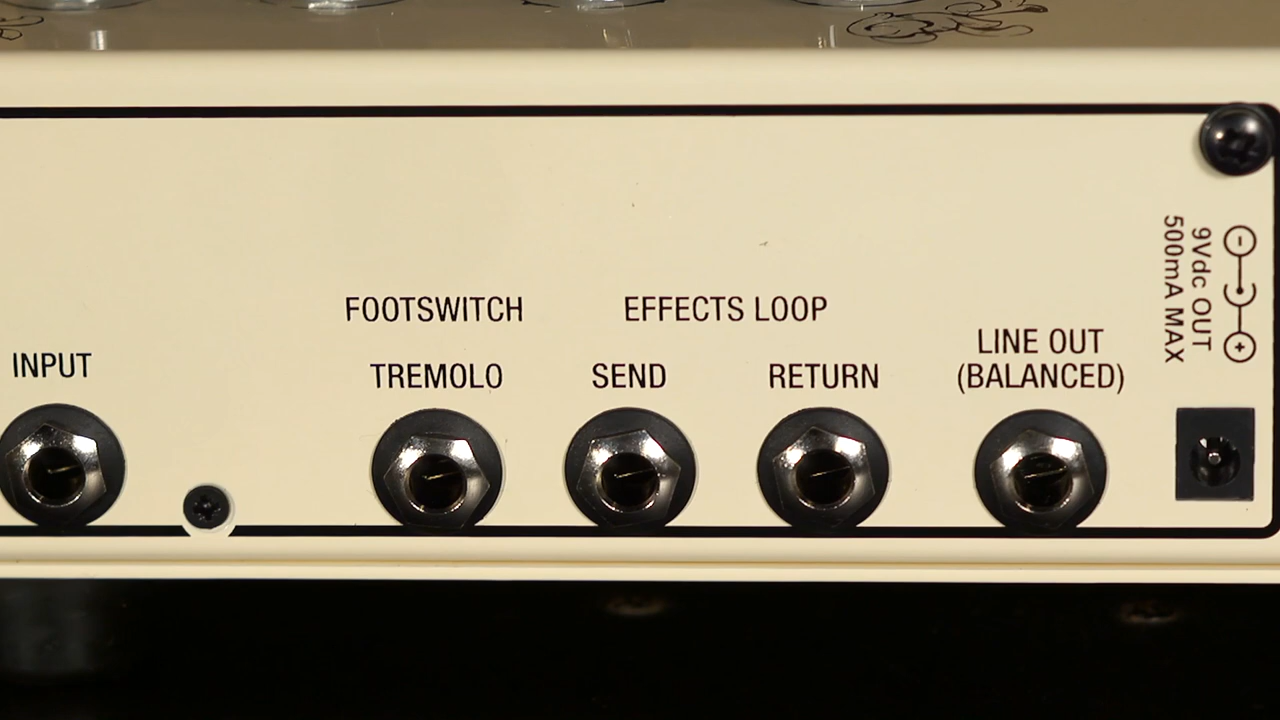 INPUT
FOOTSWITCH
TREMOLO
EFFECTS LOOP
SEND
RETURN
LINE OUT
(BALANCED)
9Vdc OUT
500mA MAX